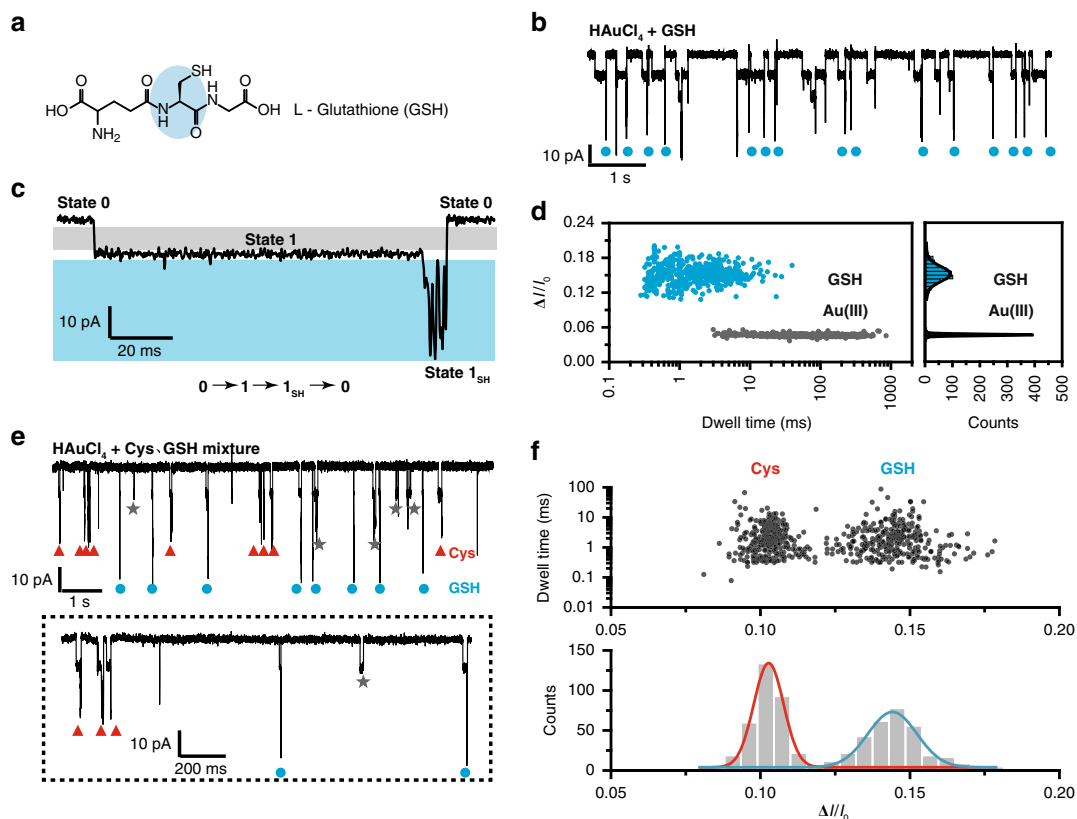 a
O
HO
NH₂
O
N
H
SH
O
H
N
O
OH
L - Glutathione (GSH)
b
HAuCl₄ + GSH
10 pA
1 s
c
State 0
State 0
State 1
10 pA
20 ms
State 1SH
0 → 1 → 1SH → 0
d
0.24
0.18
0.12
0.06
0.00
ΔI/I₀
GSH
Au(III)
GSH
Au(III)
0.1
1
10
100
1000
0
100
200
300
400
500
Dwell time (ms)
Counts
e
HAuCl₄ + Cys、GSH mixture
Cys
GSH
10 pA
1 s
10 pA
200 ms
f
Cys
GSH
100
10
1
0.1
0.01
Dwell time (ms)
0.05
0.10
0.15
0.20
150
100
50
0
Counts
0.05
0.10
0.15
0.20
ΔI/I₀